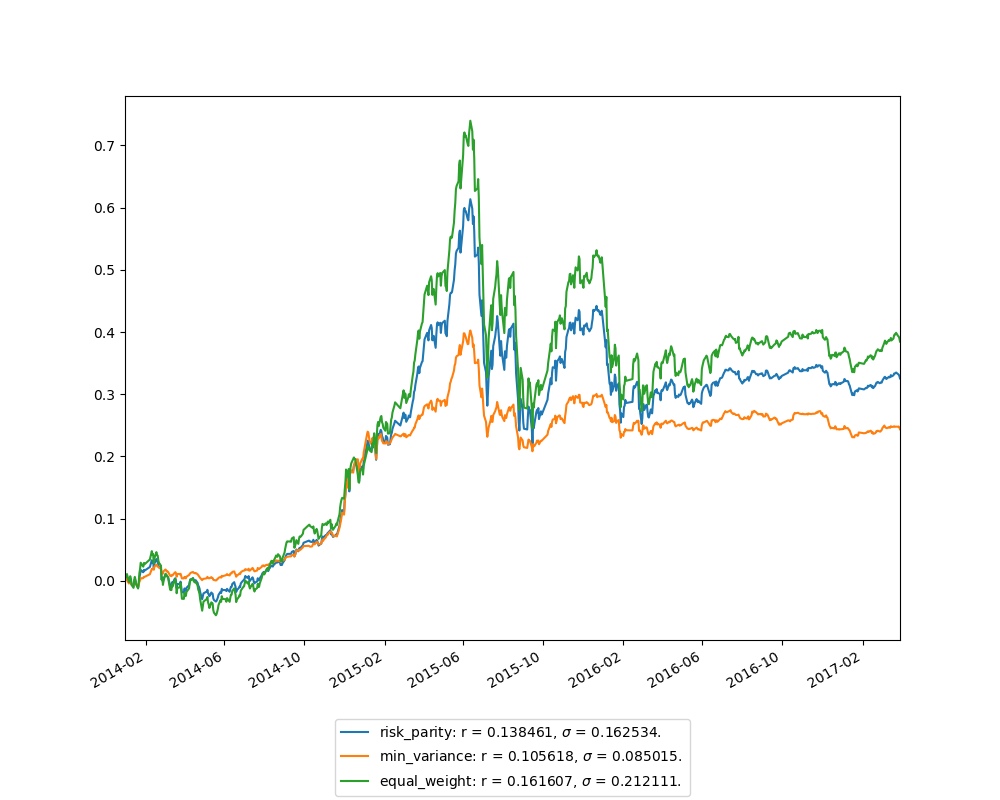 0.7
0.6
0.5
0.4
0.3
0.2
0.1
0.0
2014-02 2014-06 2014-10 2015-02 2015-06 2015-10 2016-02 2016-06 2016-10 2017-02
risk_parity: r = 0.138461, σ = 0.162534.
min_variance: r = 0.105618, σ = 0.085015.
equal_weight: r = 0.161607, σ = 0.212111.